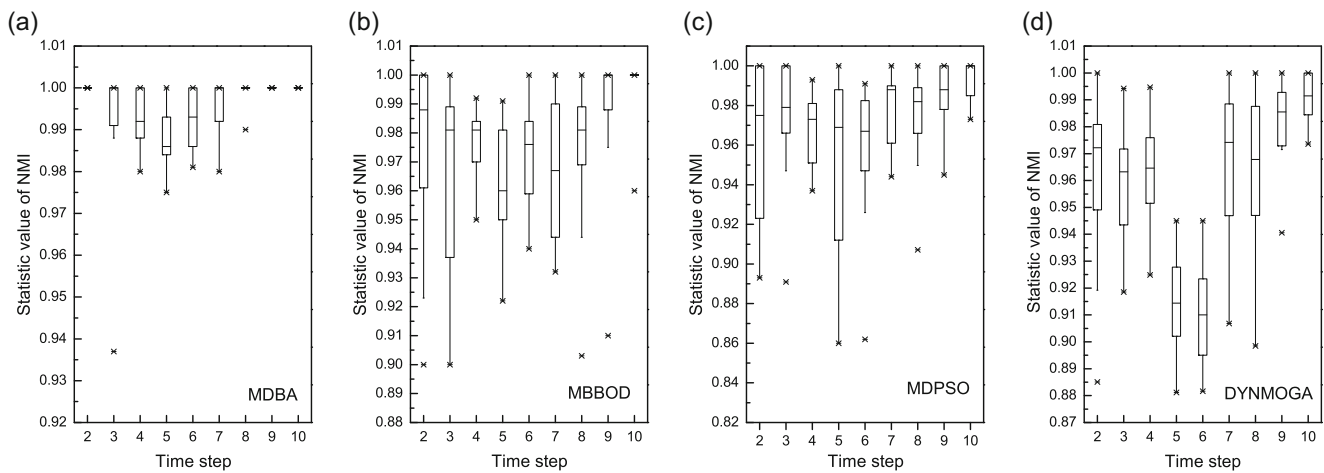 (a)
Statistic value of NMI
1.01
1.00
0.99
0.98
0.97
0.96
0.95
0.94
0.93
0.92
MDBA
2 3 4 5 6 7 8 9 10
Time step
(b)
Statistic value of NMI
1.01
1.00
0.99
0.98
0.97
0.96
0.95
0.94
0.93
0.92
0.91
0.90
0.89
0.88
MBBOD
2 3 4 5 6 7 8 9 10
Time step
(c)
Statistic value of NMI
1.00
0.98
0.96
0.94
0.92
0.90
0.88
0.86
0.84
0.82
MDPSO
2 3 4 5 6 7 8 9 10
Time step
(d)
Statistic value of NMI
1.01
1.00
0.99
0.98
0.97
0.96
0.95
0.94
0.93
0.92
0.91
0.90
0.89
0.88
0.87
DYNMOGA
2 3 4 5 6 7 8 9 10
Time step